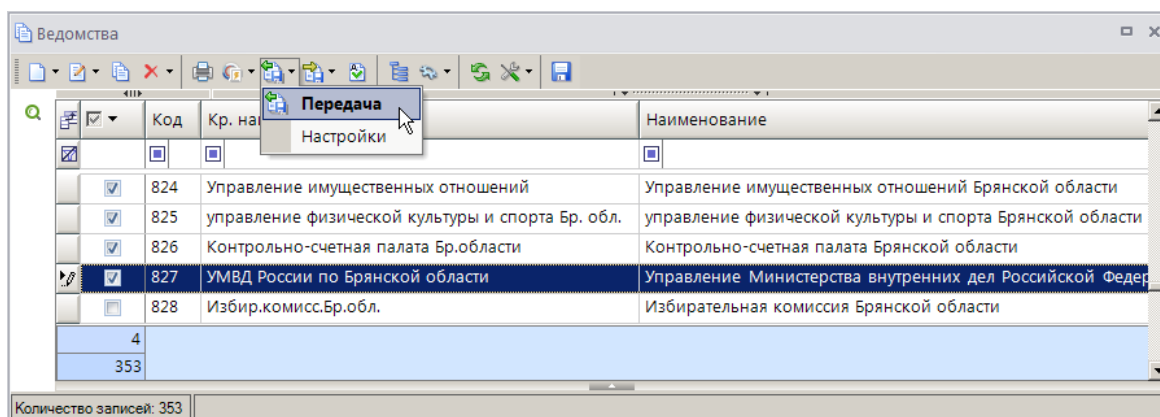 Ведомства
Передача
Настройки
Код Кр. на Наименование
824 Управление имущественных отношений Управление имущественных отношений Брянской области
825 управление физической культуры и спорта Бр. обл. управление физической культуры и спорта Брянской области
826 Контрольно-счетная палата Бр.области Контрольно-счетная палата Брянской области
827 УМВД России по Брянской области Управление Министерства внутренних дел Российской Федер
828 Избир.комисс.Бр.обл. Избирательная комиссия Брянской области
4
353
Количество записей: 353